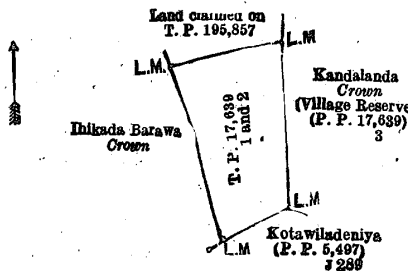 Land claimed on
T. P. 195,857
L.M.
L.M
Kandalanda
Crown
(Village Reserve
(P. P. 17,639)
3
Ihikada Barawa
Crown
T. P. 17,639
1 and 2
L.M
L.M
Kotawiladeniya
(P. P. 5,497)
J 289